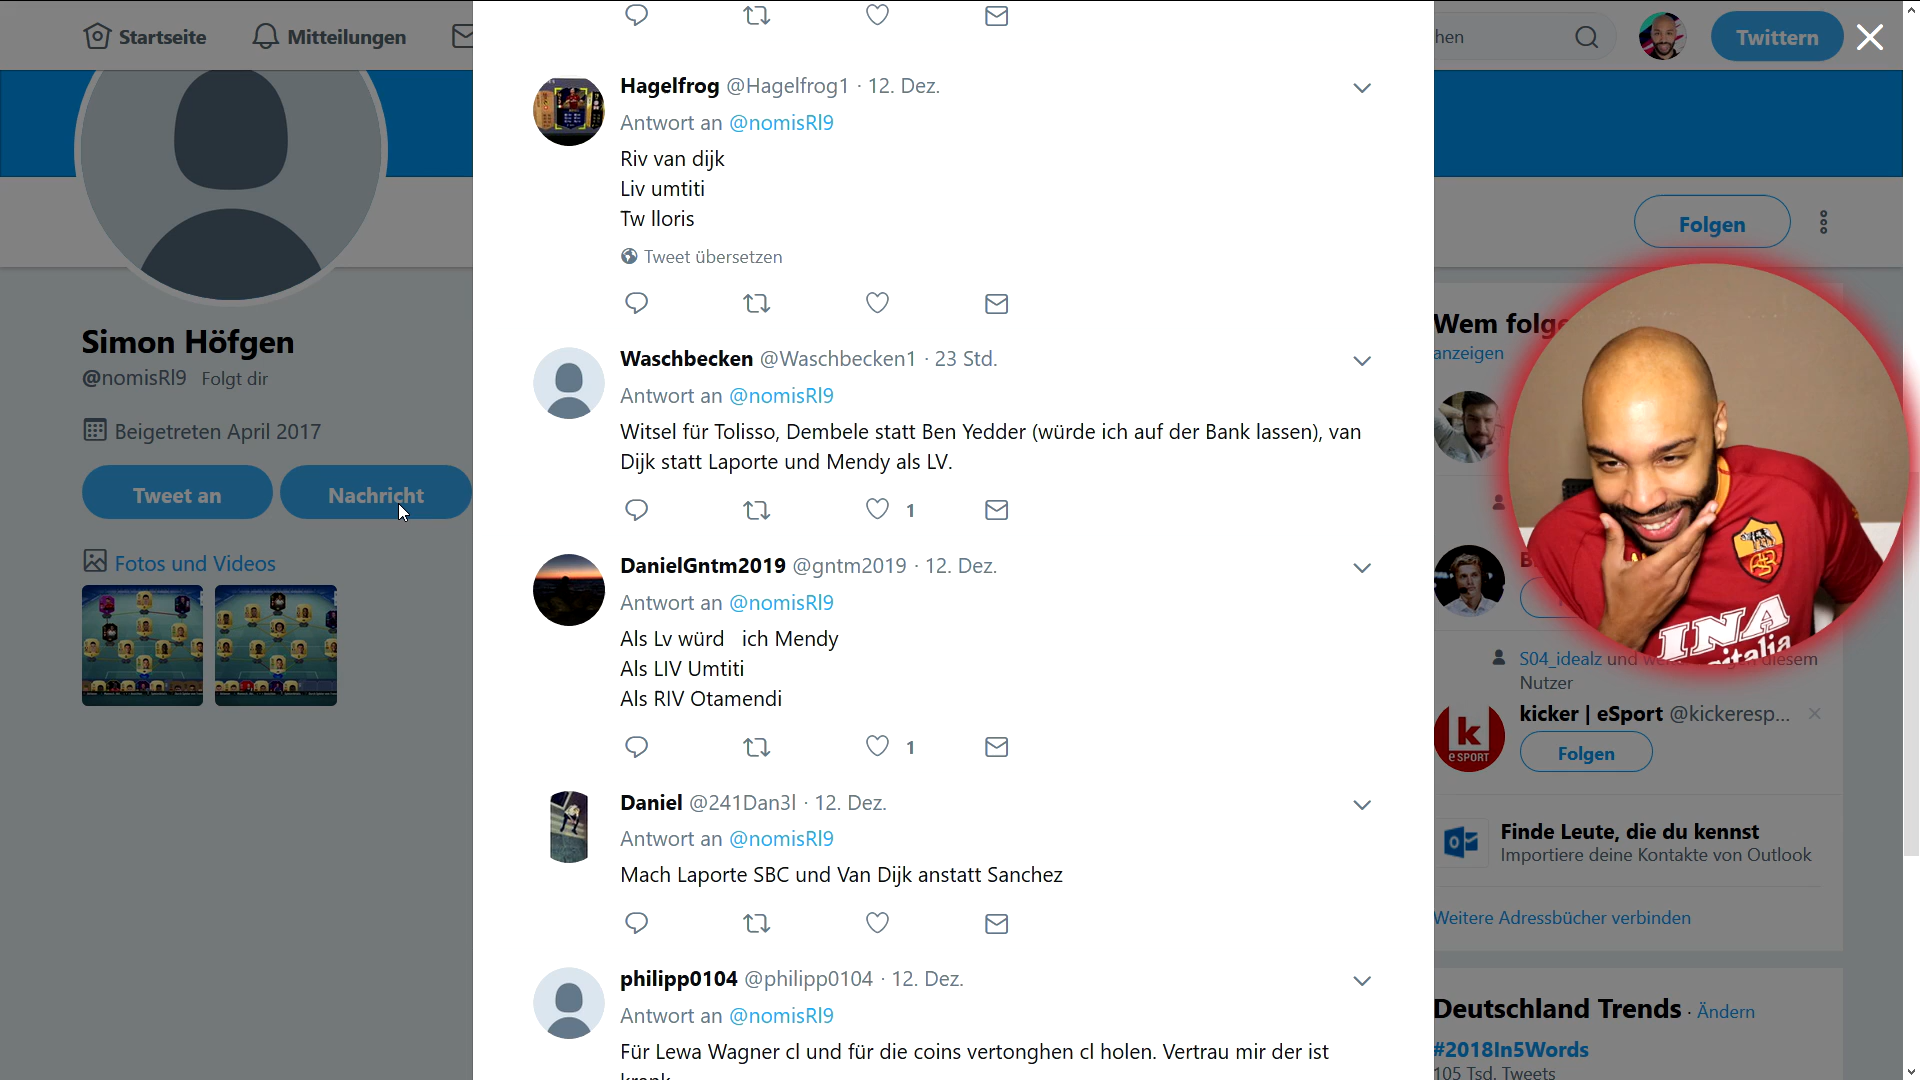 Startseite
Mitteilungen
hen
Twittern
Hagelfrog @Hagelfrog1 · 12. Dez.
Antwort an @nomisRl9
Riv van dijk
Liv umtiti
Tw lloris
Tweet übersetzen
Waschbecken @Waschbecken1 · 23 Std.
Antwort an @nomisRl9
Witsel für Tolisso, Dembele statt Ben Yedder (würde ich auf der Bank lassen), van
Dijk statt Laporte und Mendy als LV.
1
DanielGntm2019 @gntm2019 · 12. Dez.
Antwort an @nomisRl9
Als Lv würd   ich Mendy
Als LIV Umtiti
Als RIV Otamendi
1
Daniel @241Dan3l · 12. Dez.
Antwort an @nomisRl9
Mach Laporte SBC und Van Dijk anstatt Sanchez
philipp0104 @philipp0104 · 12. Dez.
Antwort an @nomisRl9
Für Lewa Wagner cl und für die coins vertonghen cl holen. Vertrau mir der ist
Simon Höfgen
@nomisRl9 Folgt dir
Beigetreten April 2017
Tweet an
Nachricht
Fotos und Videos
Folgen
Wem folge
anzeigen
INA
gitalia
S04_idealz und
diesem
Nutzer
kicker | eSport @kickeresp...
k
eSPORT
Folgen
Finde Leute, die du kennst
Importiere deine Kontakte von Outlook
Weitere Adressbücher verbinden
Deutschland Trends · Ändern
#2018In5Words
105 Tsd. Tweets